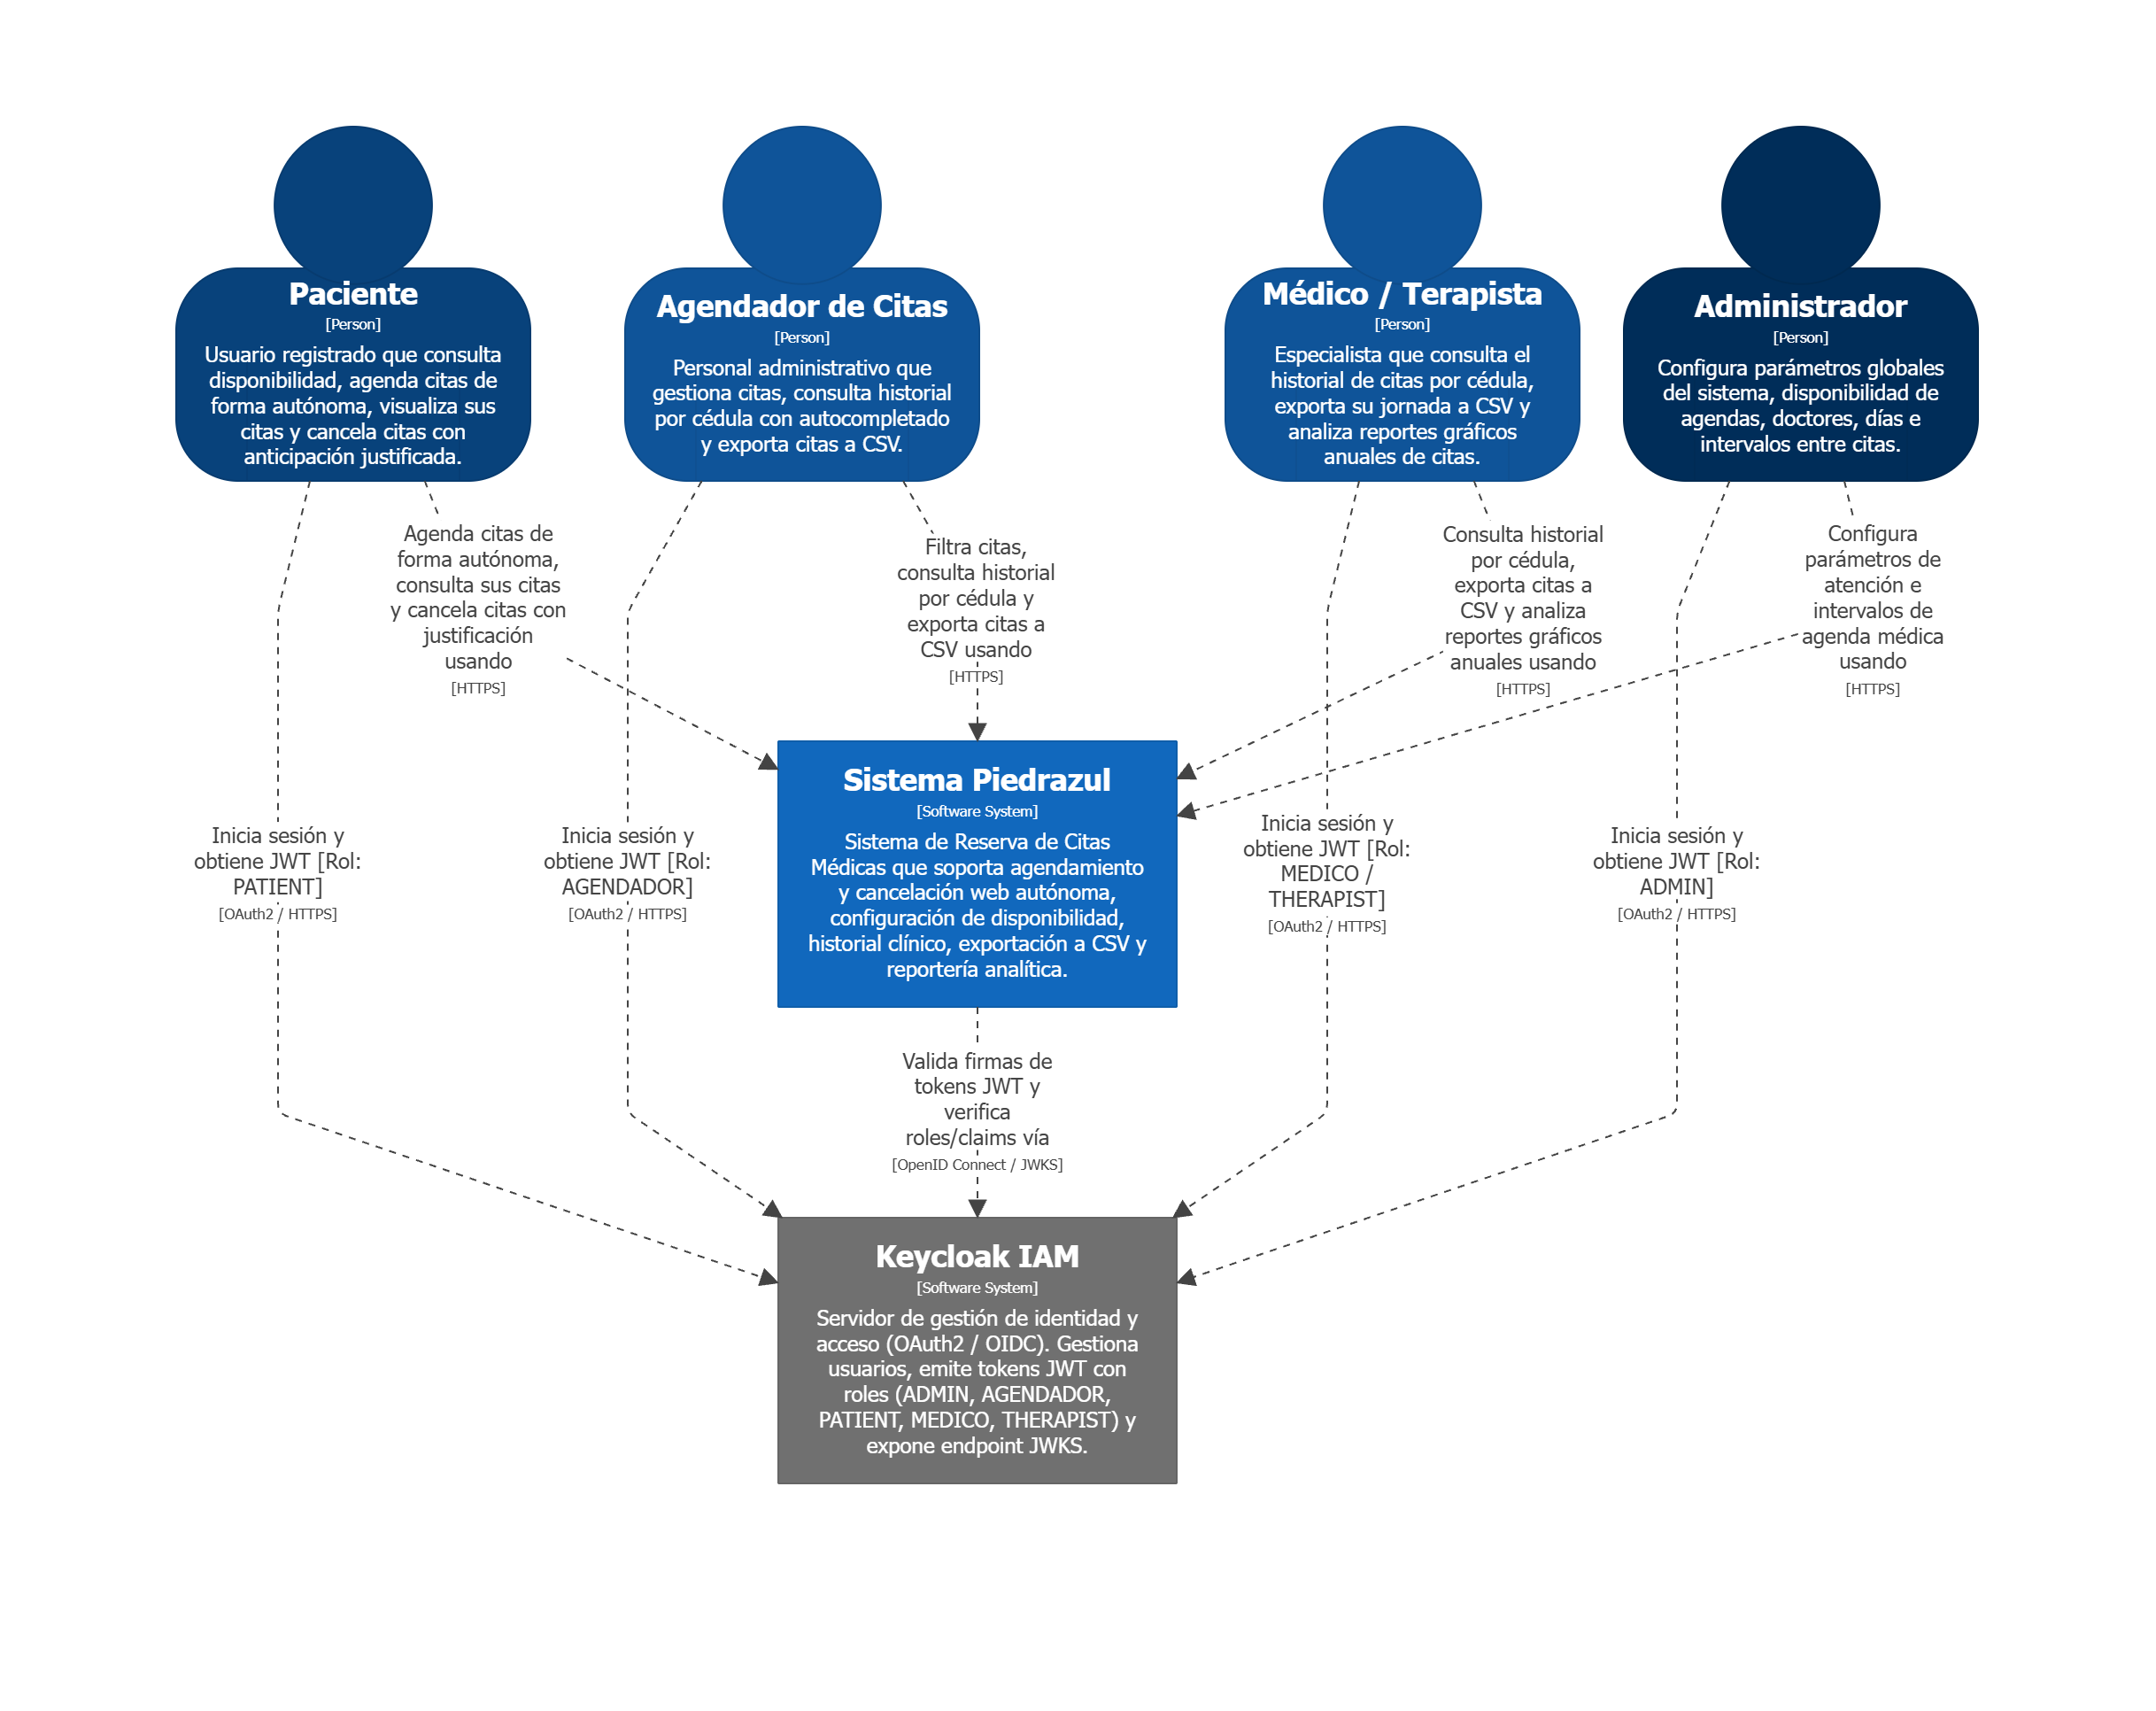 Paciente
[Person]
Usuario registrado que consulta
disponibilidad, agenda citas de
forma autónoma, visualiza sus
citas y cancela citas con
anticipación justificada.
Agendador de Citas
[Person]
Personal administrativo que
gestiona citas, consulta historial
por cédula con autocompletado
y exporta citas a CSV.
Médico / Terapista
[Person]
Especialista que consulta el
historial de citas por cédula,
exporta su jornada a CSV y
analiza reportes gráficos
anuales de citas.
Administrador
[Person]
Configura parámetros globales
del sistema, disponibilidad de
agendas, doctores, días e
intervalos entre citas.
Agenda citas de
forma autónoma,
consulta sus citas
y cancela citas con
justificación
usando
[HTTPS]
Filtra citas,
consulta historial
por cédula y
exporta citas a
CSV usando
[HTTPS]
Consulta historial
por cédula,
exporta citas a
CSV y analiza
reportes gráficos
anuales usando
[HTTPS]
Configura
parámetros de
atención e
intervalos de
agenda médica
usando
[HTTPS]
Sistema Piedrazul
[Software System]
Sistema de Reserva de Citas
Médicas que soporta agendamiento
y cancelación web autónoma,
configuración de disponibilidad,
historial clínico, exportación a CSV y
reportería analítica.
Inicia sesión y
obtiene JWT [Rol:
PATIENT]
[OAuth2 / HTTPS]
Inicia sesión y
obtiene JWT [Rol:
AGENDADOR]
[OAuth2 / HTTPS]
Inicia sesión y
obtiene JWT [Rol:
MEDICO /
THERAPIST]
[OAuth2 / HTTPS]
Inicia sesión y
obtiene JWT [Rol:
ADMIN]
[OAuth2 / HTTPS]
Valida firmas de
tokens JWT y
verifica
roles/claims vía
[OpenID Connect / JWKS]
Keycloak IAM
[Software System]
Servidor de gestión de identidad y
acceso (OAuth2 / OIDC). Gestiona
usuarios, emite tokens JWT con
roles (ADMIN, AGENDADOR,
PATIENT, MEDICO, THERAPIST) y
expone endpoint JWKS.